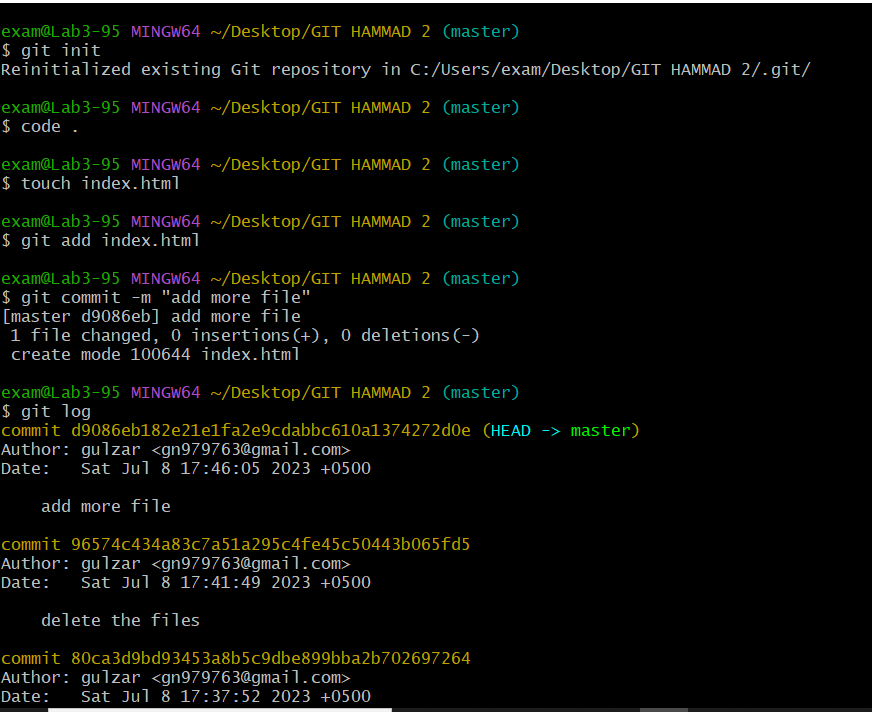 exam@Lab3-95 MINGW64 ~/Desktop/GIT HAMMAD 2 (master)
$ git init
Reinitialized existing Git repository in C:/Users/exam/Desktop/GIT HAMMAD 2/.git/
exam@Lab3-95 MINGW64 ~/Desktop/GIT HAMMAD 2 (master)
$ code .
exam@Lab3-95 MINGW64 ~/Desktop/GIT HAMMAD 2 (master)
$ touch index.html
exam@Lab3-95 MINGW64 ~/Desktop/GIT HAMMAD 2 (master)
$ git add index.html
exam@Lab3-95 MINGW64 ~/Desktop/GIT HAMMAD 2 (master)
$ git commit -m "add more file"
[master d9086eb] add more file
 1 file changed, 0 insertions(+), 0 deletions(-)
 create mode 100644 index.html
exam@Lab3-95 MINGW64 ~/Desktop/GIT HAMMAD 2 (master)
$ git log
commit d9086eb182e21e1fa2e9cdabbc610a1374272d0e (HEAD -> master)
Author: gulzar <gn979763@gmail.com>
Date:   Sat Jul 8 17:46:05 2023 +0500
    add more file
commit 96574c434a83c7a51a295c4fe45c50443b065fd5
Author: gulzar <gn979763@gmail.com>
Date:   Sat Jul 8 17:41:49 2023 +0500
    delete the files
commit 80ca3d9bd93453a8b5c9dbe899bba2b702697264
Author: gulzar <gn979763@gmail.com>
Date:   Sat Jul 8 17:37:52 2023 +0500